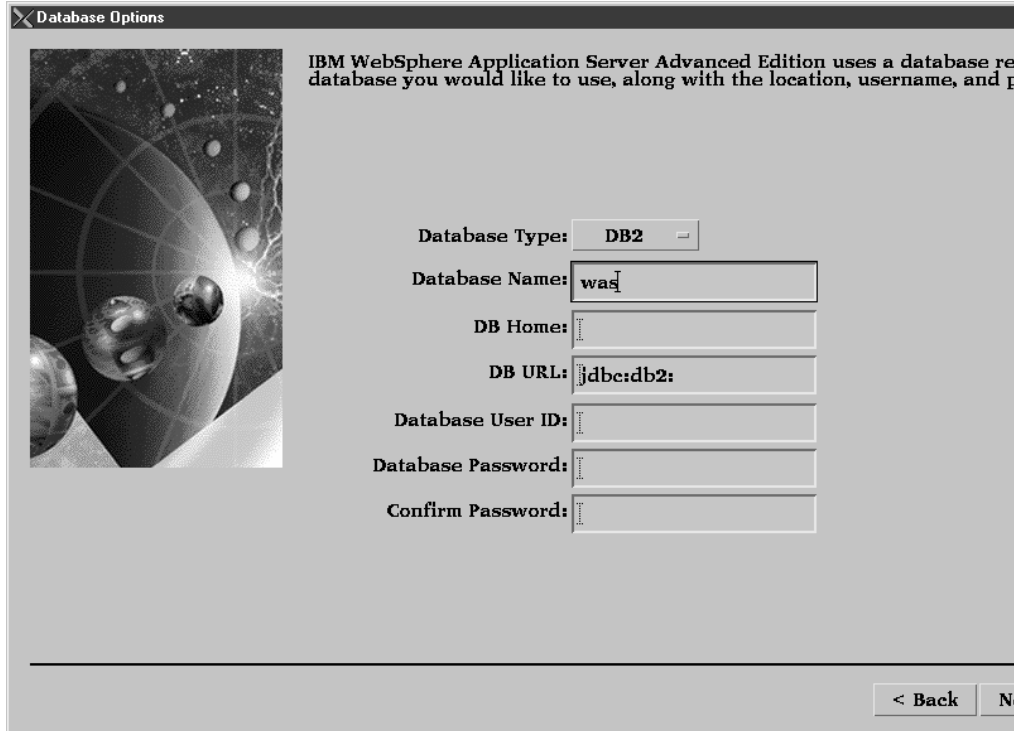 Database Options
IBM WebSphere Application Server Advanced Edition uses a database re
database you would like to use, along with the location, username, and p
Database Type: DB2
Database Name: was
DB Home:
DB URL: jdbc:db2:
Database User ID:
Database Password:
Confirm Password:
< Back Ne